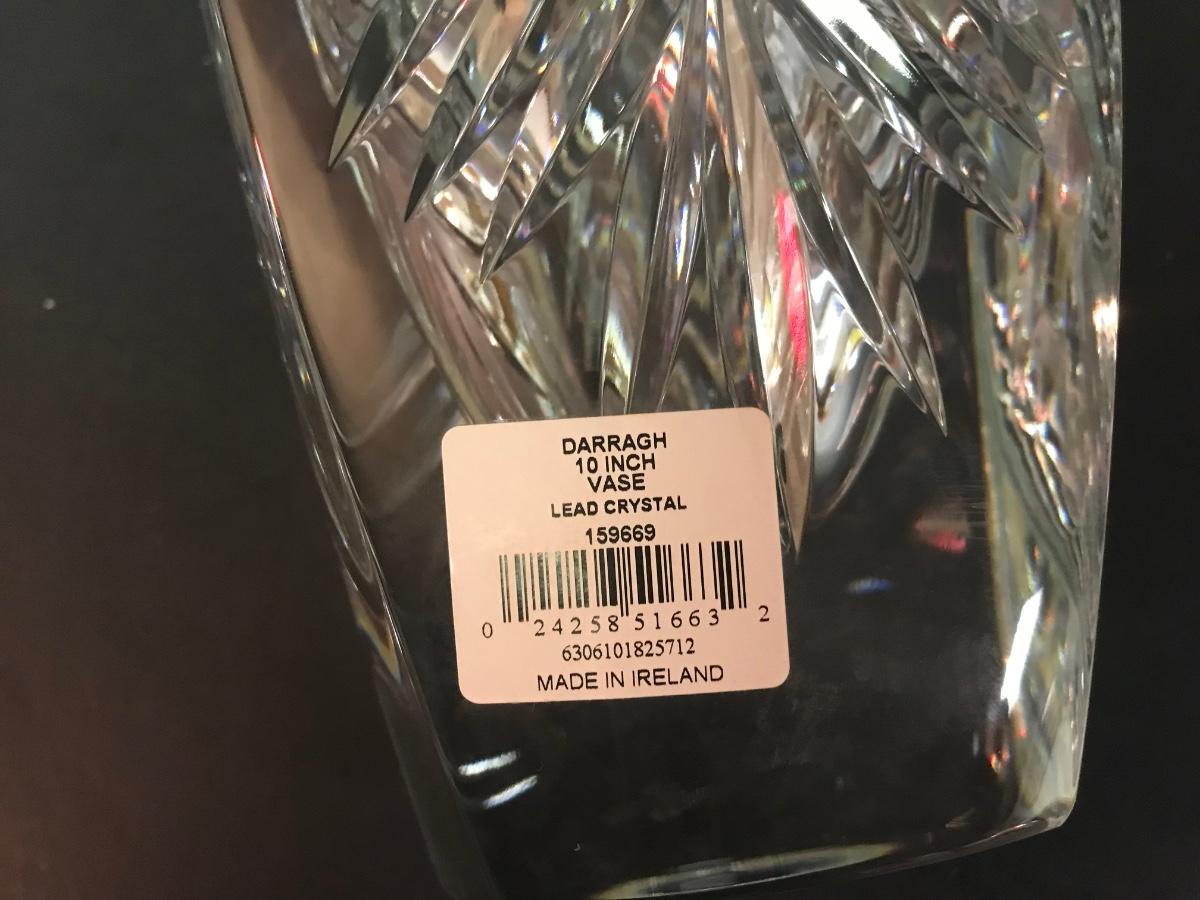 DARRAGH
10 INCH
VASE
LEAD CRYSTAL
159669
0 24258 51663 2
6306101825712
MADE IN IRELAND